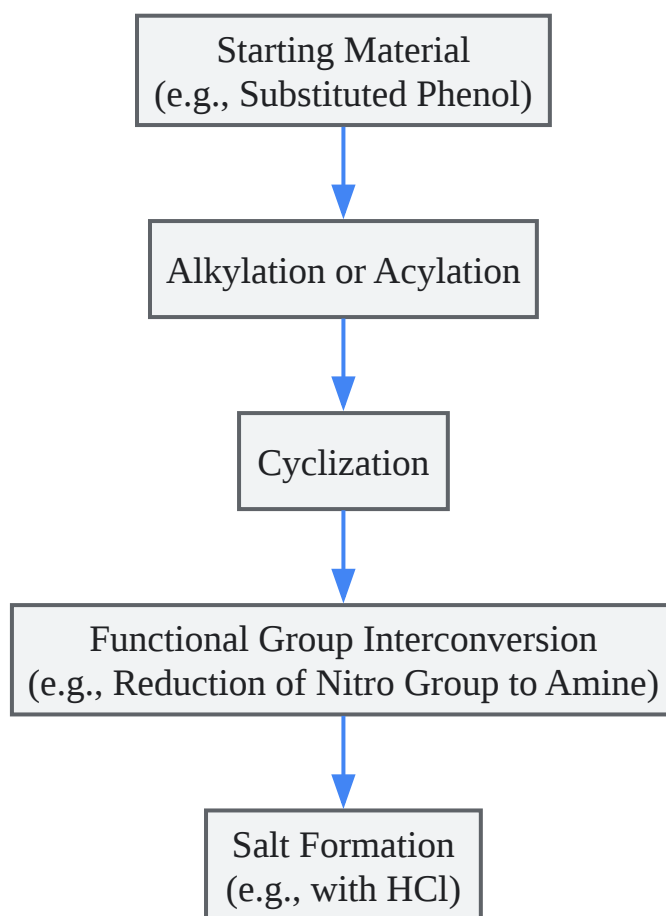 Starting Material
(e.g., Substituted Phenol)
Alkylation or Acylation
Cyclization
Functional Group Interconversion
(e.g., Reduction of Nitro Group to Amine)
Salt Formation
(e.g., with HCl)